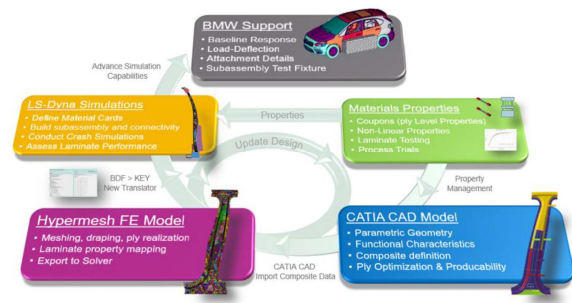 BMW Support
• Baseline Response
• Load-Deflection
• Attachment Details
• Subassembly Test Fixture
Advance Simulation
Capabilities
LS-Dyna Simulations
• Define Material Cards
• Build subassembly and connectivity
• Conduct Crash Simulations
• Assess Laminate Performance
Properties
Materials Properties
• Coupons (ply Level Properties)
• Non-Linear Properties
• Laminate Testing
• Process Trials
Update Design
BDF > KEY
New Translator
Property
Management
Hypermesh FE Model
• Meshing, draping, ply realization
• Laminate property mapping
• Export to Solver
CATIA CAD
Import Composite Data
CATIA CAD Model
• Parametric Geometry
• Functional Characteristics
• Composite definition
• Ply Optimization & Producability